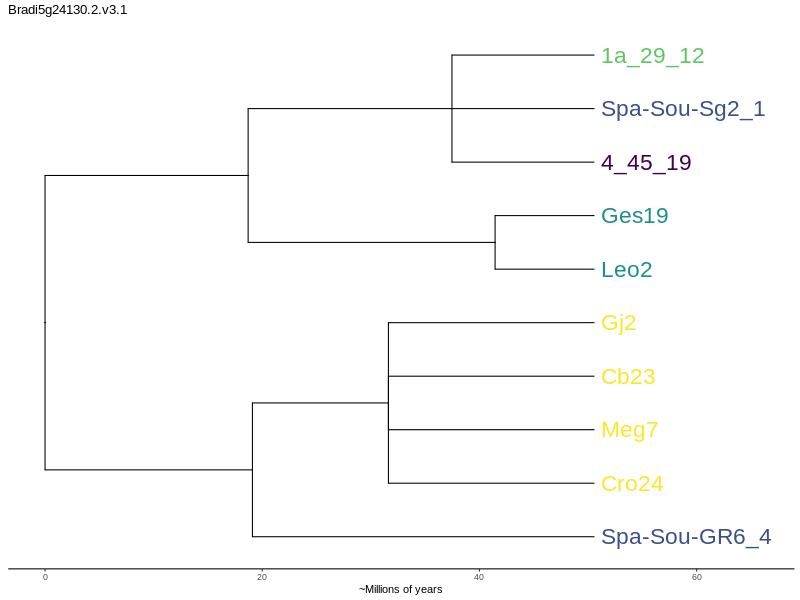 Bradi5g24130.2.v3.1
1a_29_12
Spa-Sou-Sg2_1
4_45_19
Ges19
Leo2
Gj2
Cb23
Meg7
Cro24
Spa-Sou-GR6_4
0 20 40 60
~Millions of years